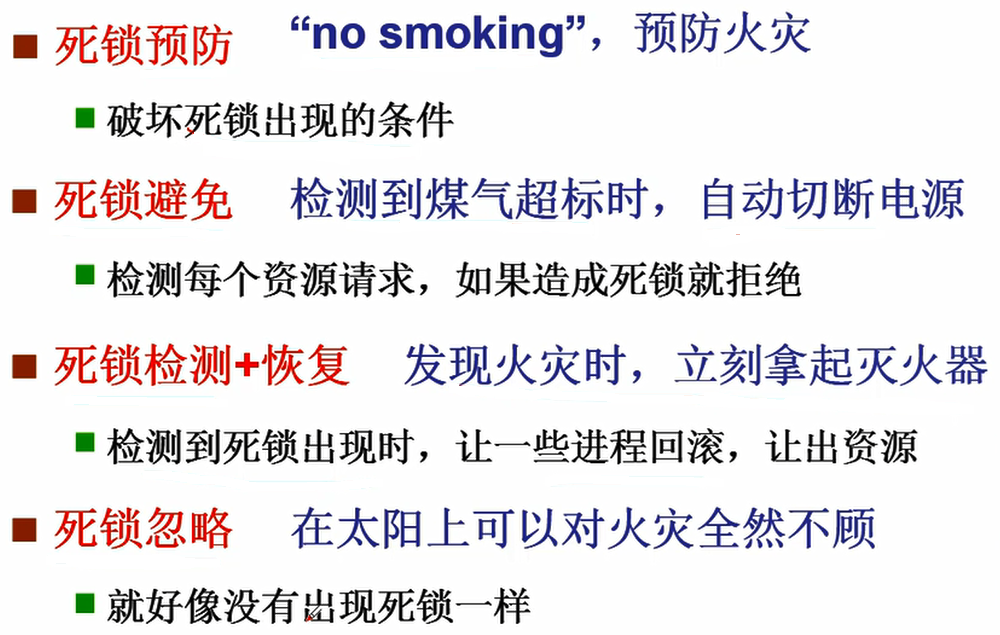 死锁预防 “no smoking”，预防火灾
破坏死锁出现的条件
死锁避免 检测到煤气超标时，自动切断电源
检测每个资源请求，如果造成死锁就拒绝
死锁检测+恢复 发现火灾时，立刻拿起灭火器
检测到死锁出现时，让一些进程回滚，让出资源
死锁忽略 在太阳上可以对火灾全然不顾
就好像没有出现死锁一样